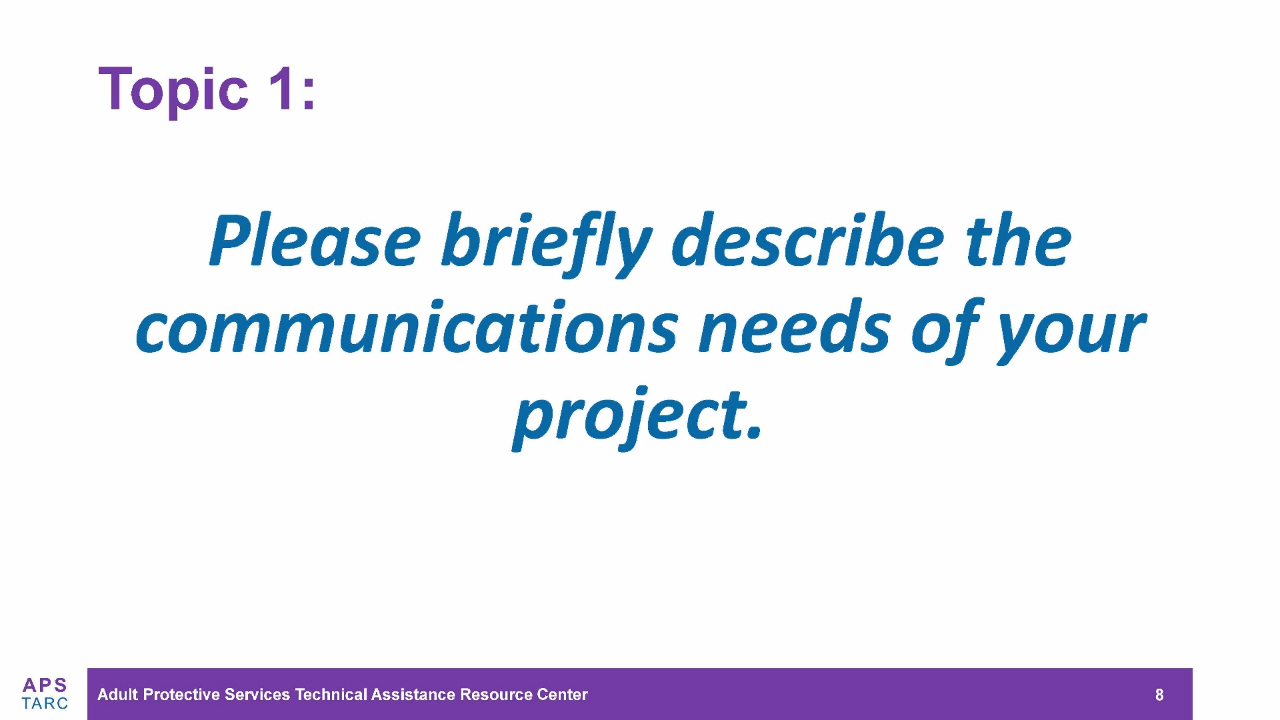 Topic 1:
Please briefly describe the
communications needs of your
project.
APS
TARC
Adult Protective Services Technical Assistance Resource Center
8